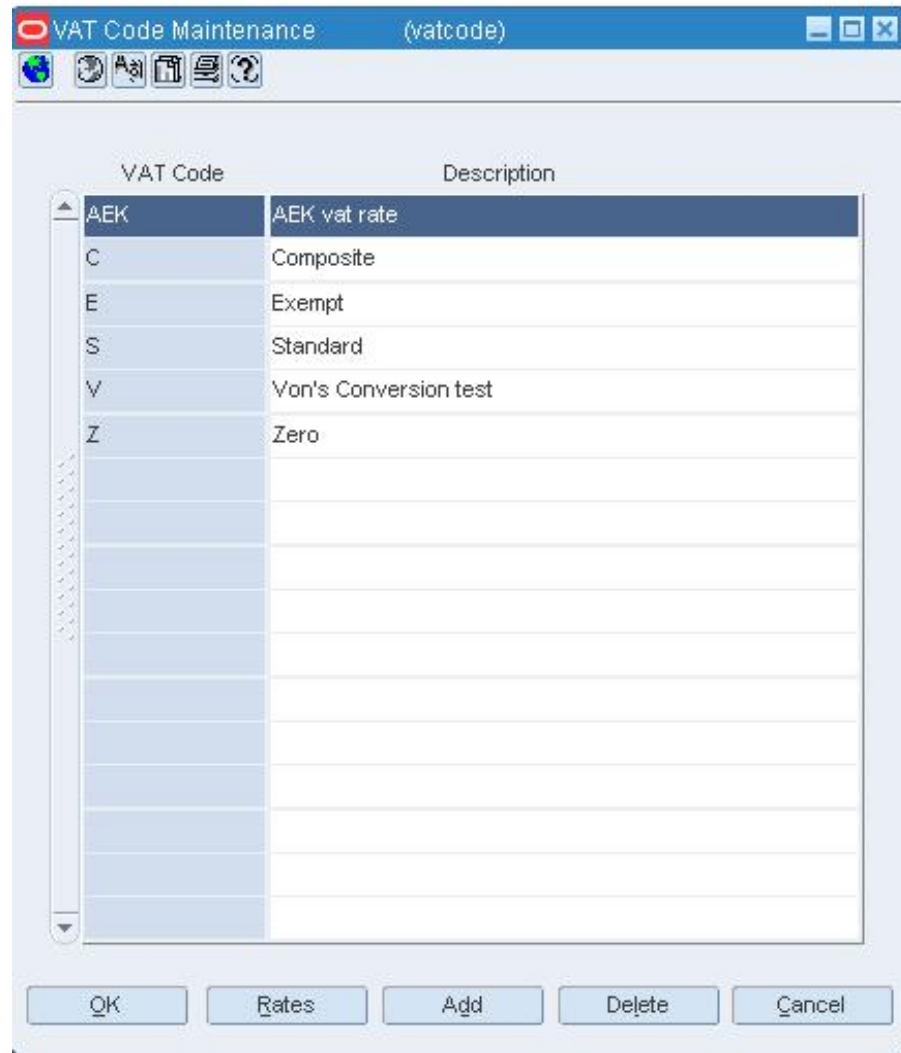 VAT Code Maintenance (vatcode)
VAT Code Description
AEK AEK vat rate
C Composite
E Exempt
S Standard
V Von's Conversion test
Z Zero
OK Rates Add Delete Cancel